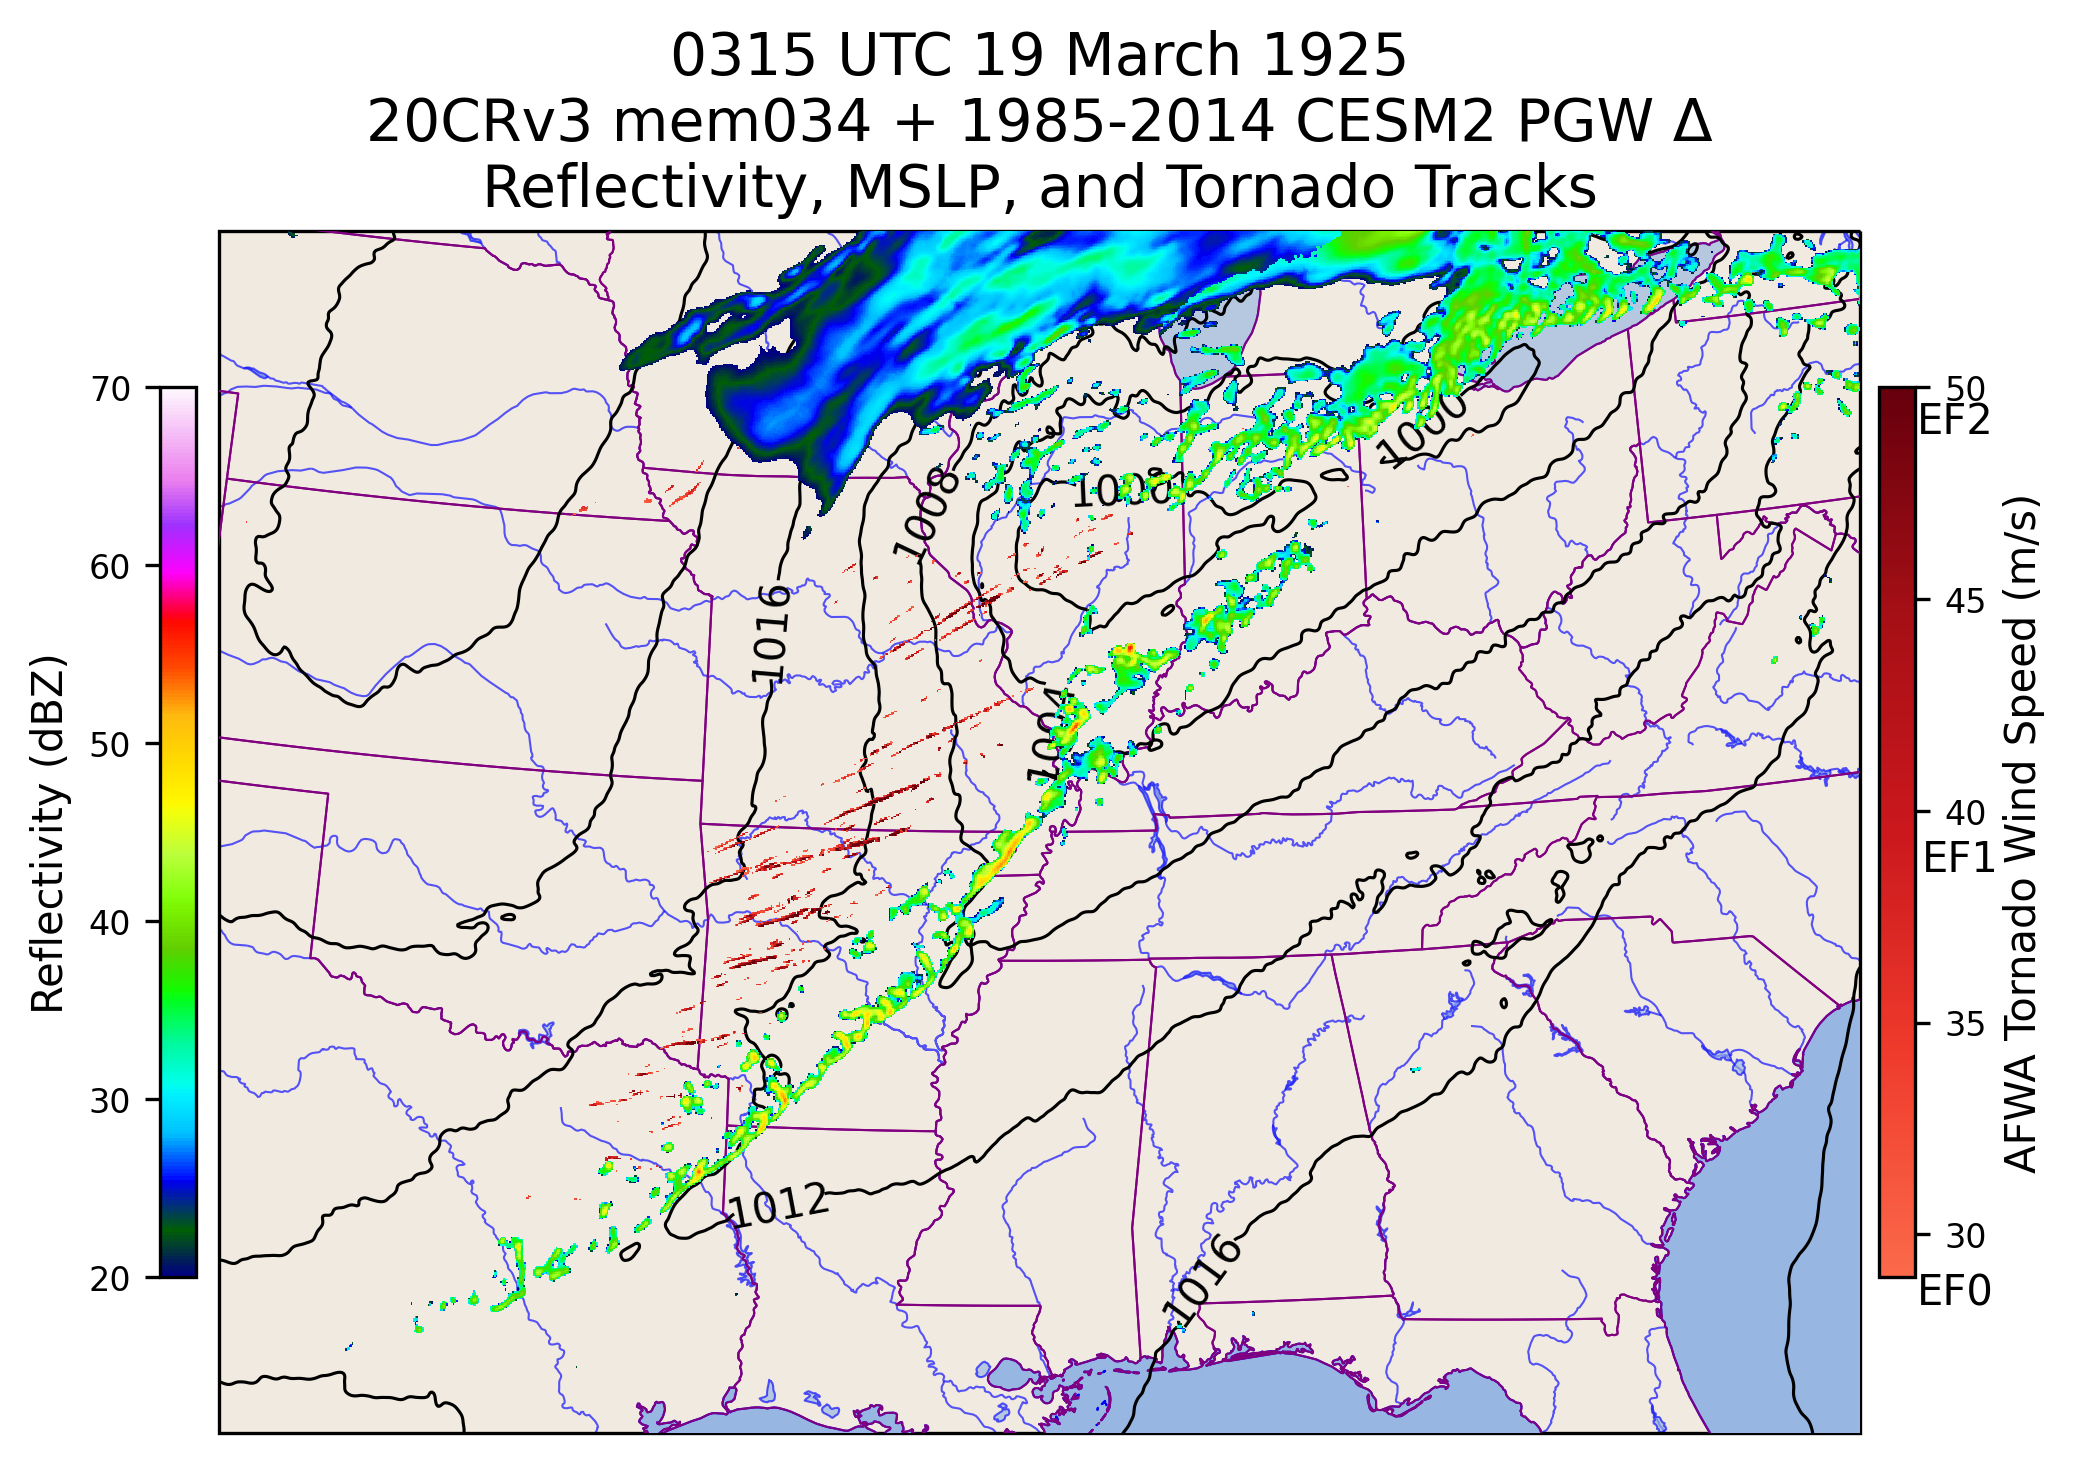 0315 UTC 19 March 1925
20CRv3 mem034 + 1985-2014 CESM2 PGW Δ
Reflectivity, MSLP, and Tornado Tracks
70
60
50
40
30
20
Reflectivity (dBZ)
1000
1000
1008
1016
1004
1012
1016
50
EF2
45
40
EF1
35
30
EF0
AFWA Tornado Wind Speed (m/s)